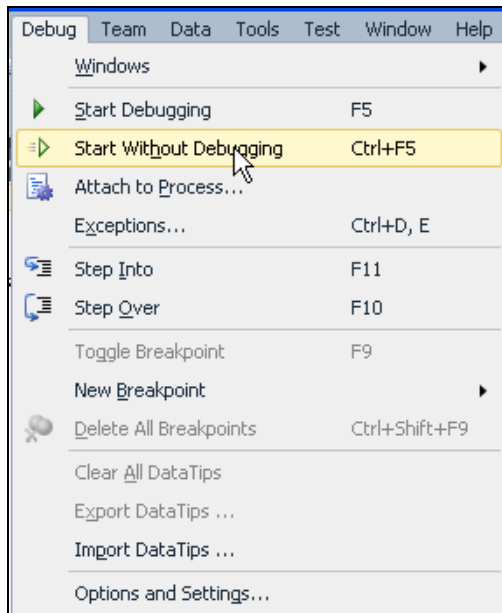 Debug Team Data Tools Test Window Help
Windows
Start Debugging F5
Start Without Debugging Ctrl+F5
Attach to Process...
Exceptions... Ctrl+D, E
Step Into F11
Step Over F10
Toggle Breakpoint F9
New Breakpoint
Delete All Breakpoints Ctrl+Shift+F9
Clear All DataTips
Export DataTips ...
Import DataTips ...
Options and Settings...